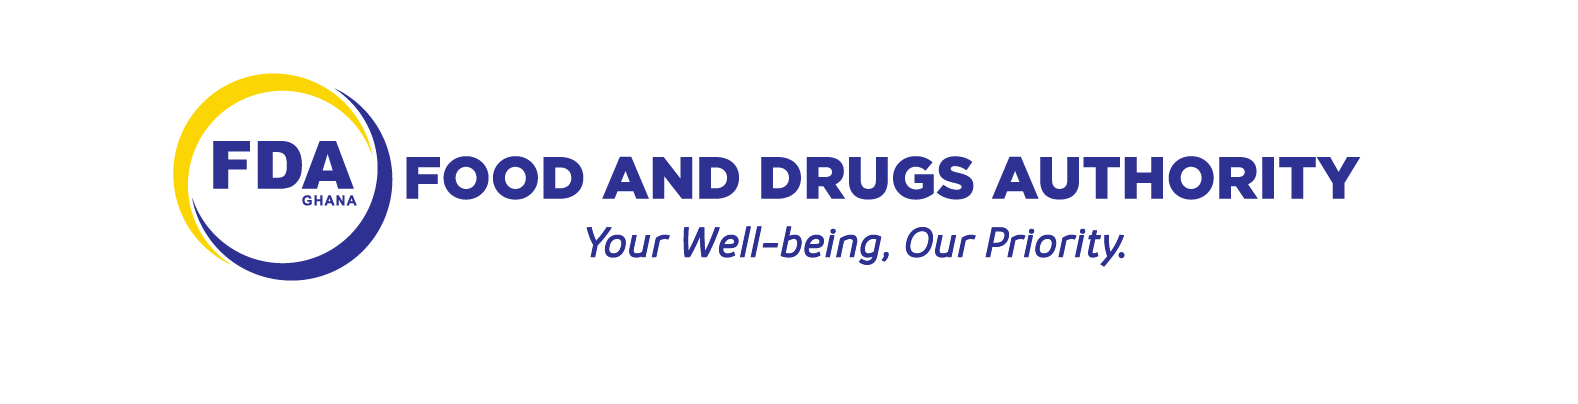 FDA
GHANA
FOOD AND DRUGS AUTHORITY
Your Well-being, Our Priority.